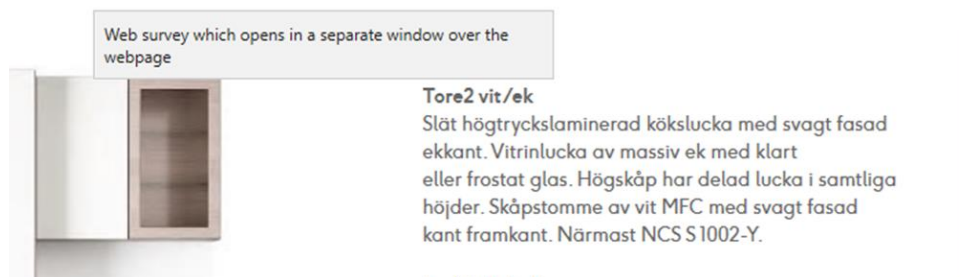 Web survey which opens in a separate window over the
webpage
Tore2 vit/ek
Slät högtryckslaminerad kökslucka med svagt fasad
ekkant. Vitrinlucka av massiv ek med klart
eller frostat glas. Högskåp har delad lucka i samtliga
höjder. Skåpstomme av vit MFC med svagt fasad
kant framkant. Närmast NCS S 1002-Y.